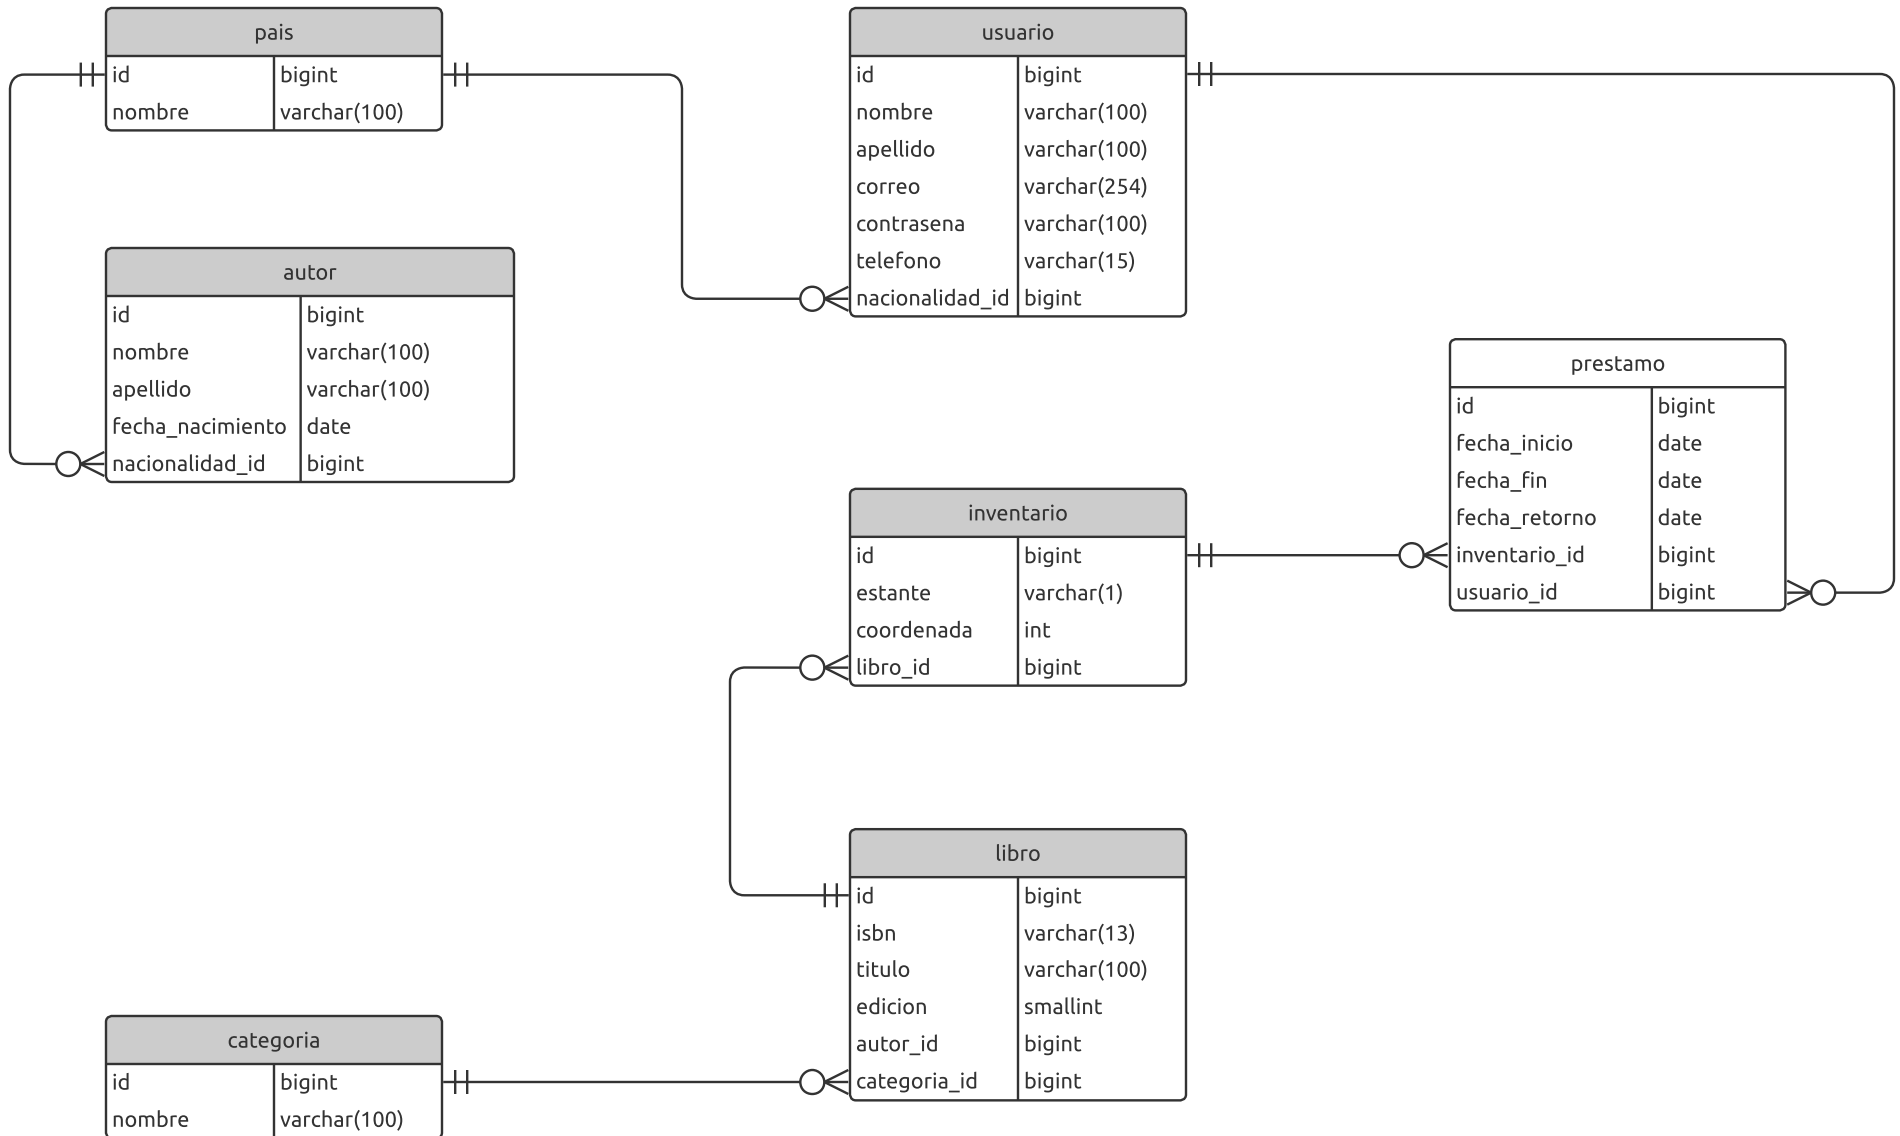 pais
id bigint
nombre varchar(100)
usuario
id bigint
nombre varchar(100)
apellido varchar(100)
correo varchar(254)
contrasena varchar(100)
telefono varchar(15)
nacionalidad_id bigint
autor
id bigint
nombre varchar(100)
apellido varchar(100)
fecha_nacimiento date
nacionalidad_id bigint
prestamo
id bigint
fecha_inicio date
fecha_fin date
fecha_retorno date
inventario_id bigint
usuario_id bigint
inventario
id bigint
estante varchar(1)
coordenada int
libro_id bigint
libro
id bigint
isbn varchar(13)
titulo varchar(100)
edicion smallint
autor_id bigint
categoria_id bigint
categoria
id bigint
nombre varchar(100)